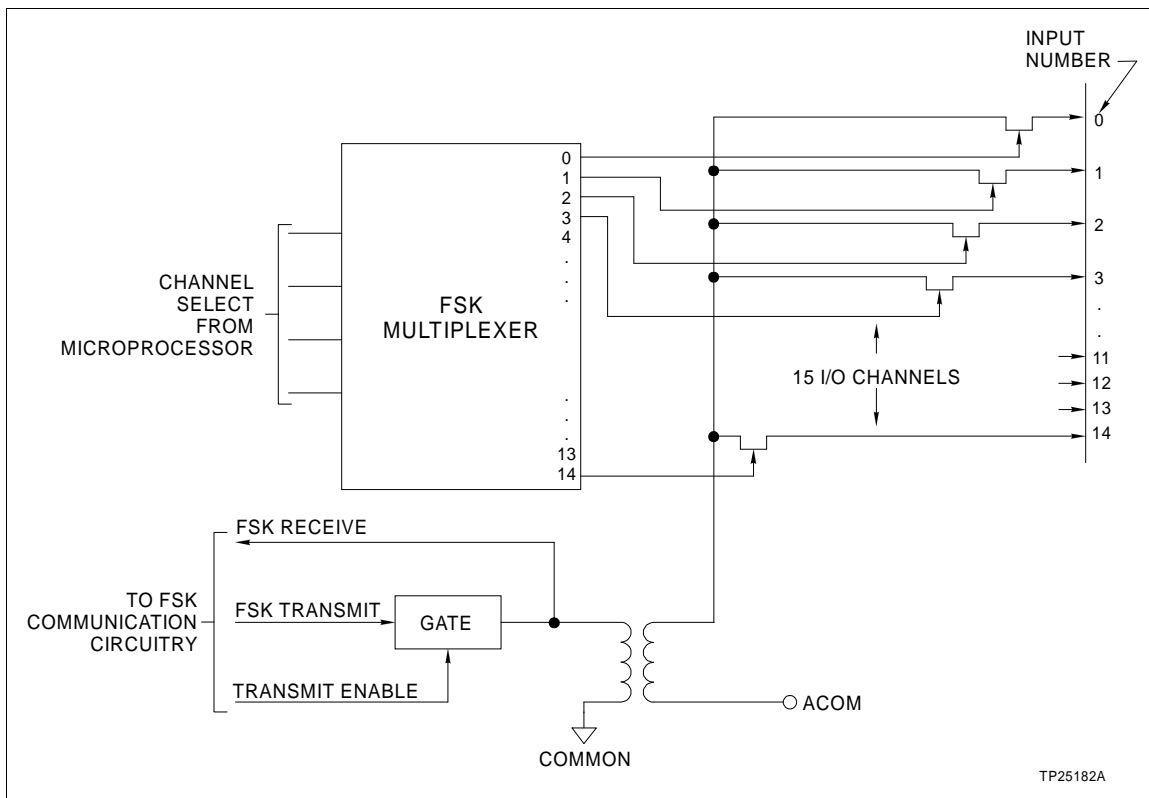 INPUT
NUMBER
0
1
2
3
.
.
11
12
13
14
0
1
2
3
4
.
.
.
FSK
MULTIPLEXER
.
.
.
13
14
CHANNEL
SELECT
FROM
MICROPROCESSOR
15 I/O CHANNELS
FSK RECEIVE
TO FSK
COMMUNICATION
CIRCUITRY
FSK TRANSMIT
GATE
TRANSMIT ENABLE
ACOM
COMMON
TP25182A